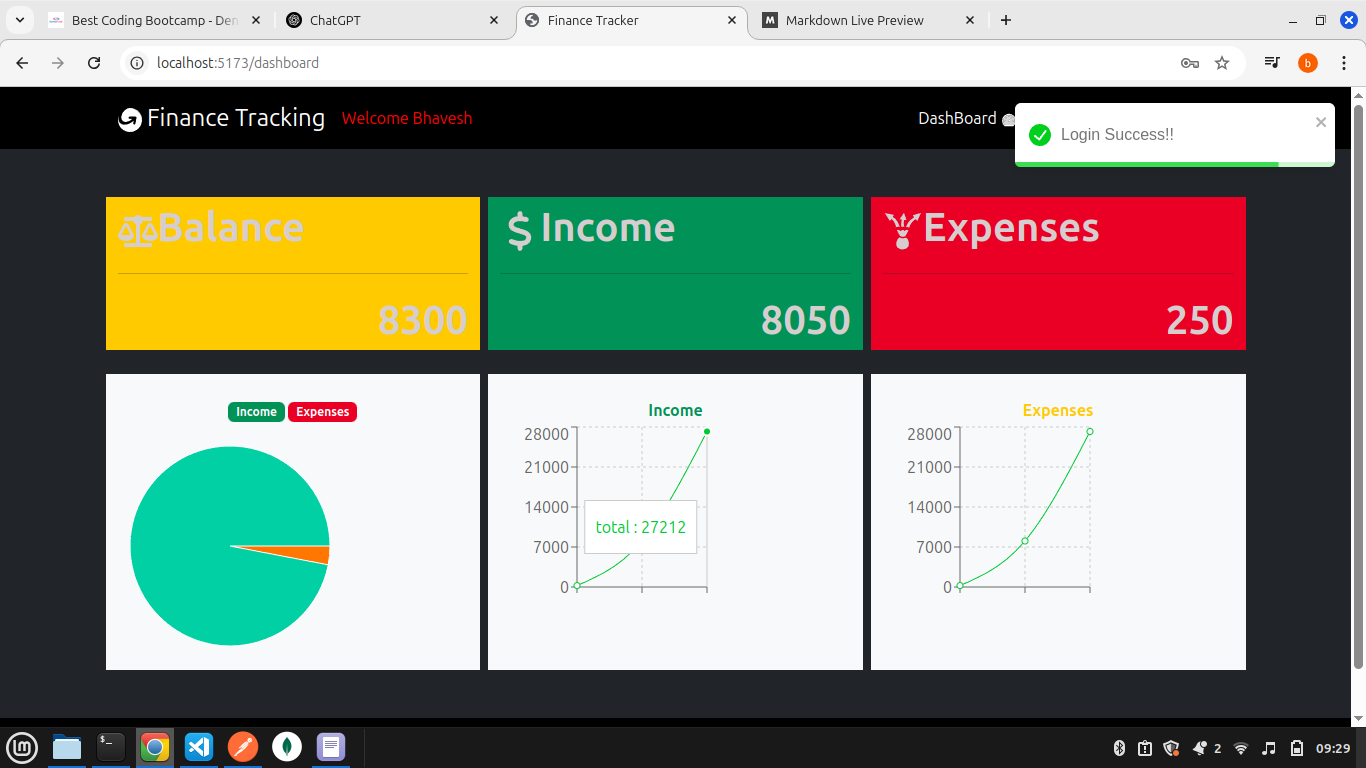 Best Coding Bootcamp - Den
ChatGPT
Finance Tracker
M Markdown Live Preview
localhost:5173/dashboard
b
Finance Tracking
Welcome Bhavesh
DashBoard
Login Success!!
Balance
8300
Income
8050
Expenses
250
Income Expenses
Income
28000
21000
14000
7000
0
total : 27212
Expenses
28000
21000
14000
7000
0
$_
2
09:29